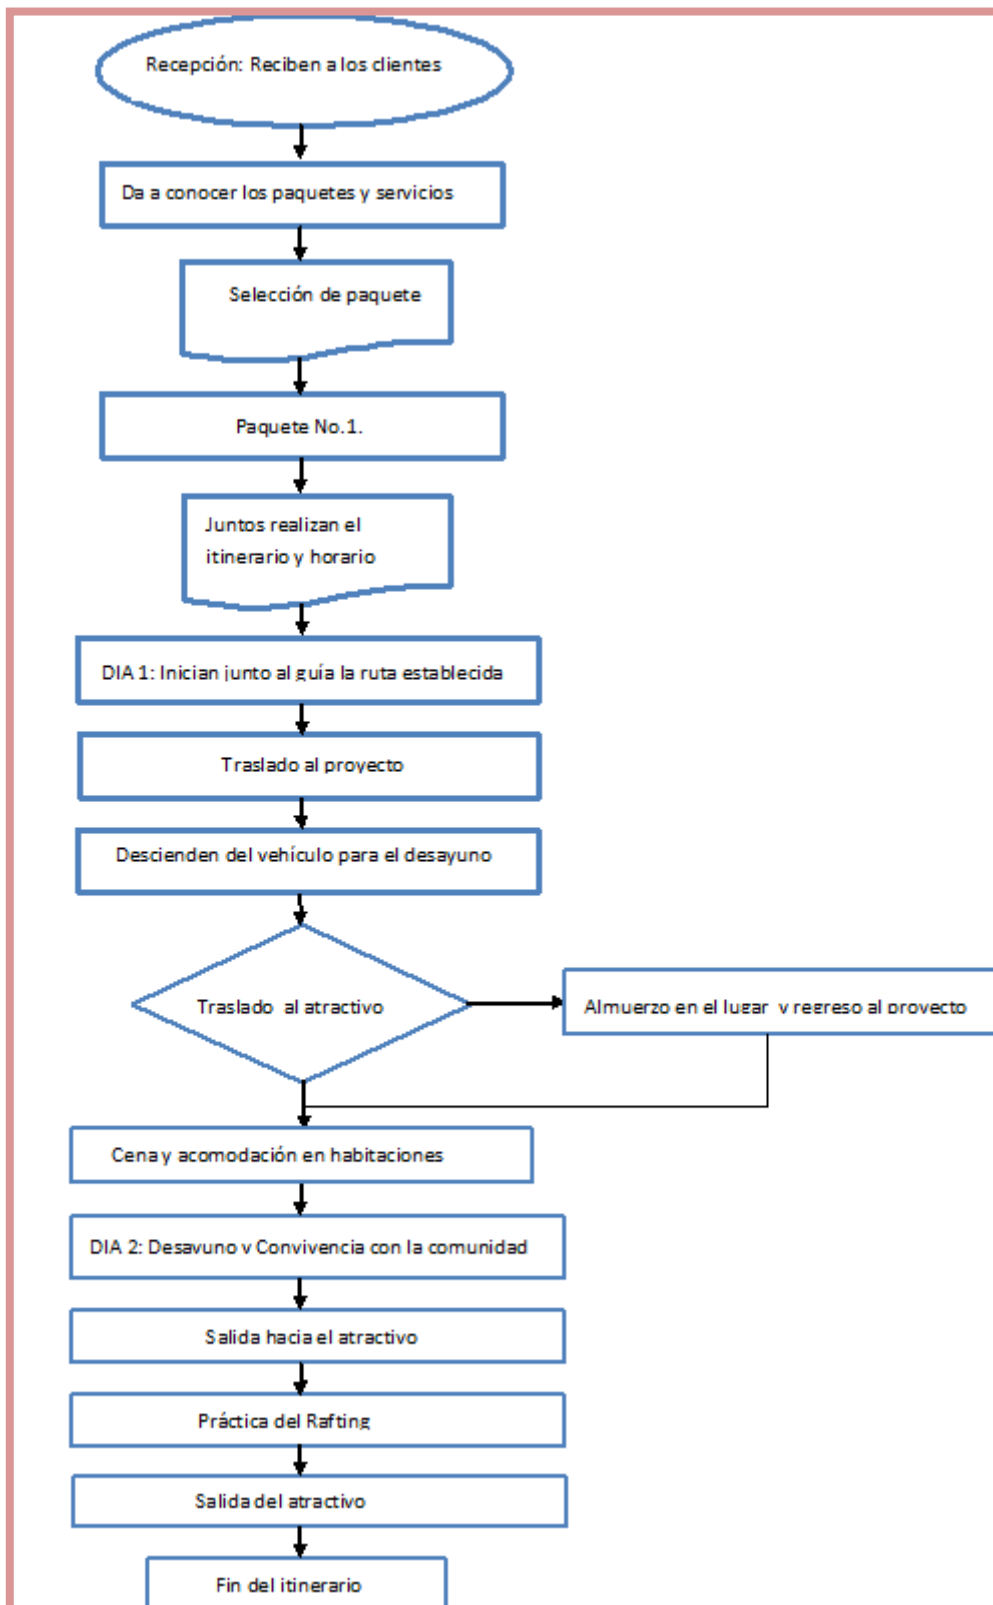 Recepción: Reciben a los clientes
Da a conocer los paquetes y servicios
Selección de paquete
Paquete No.1.
Juntos realizan el
itinerario y horario
DIA 1: Inician junto al guía la ruta establecida
Traslado al proyecto
Descienden del vehículo para el desayuno
Traslado al atractivo
Almuerzo en el lugar y regreso al proyecto
Cena y acomodación en habitaciones
DIA 2: Desayuno y Convivencia con la comunidad
Salida hacia el atractivo
Práctica del Rafting
Salida del atractivo
Fin del itinerario